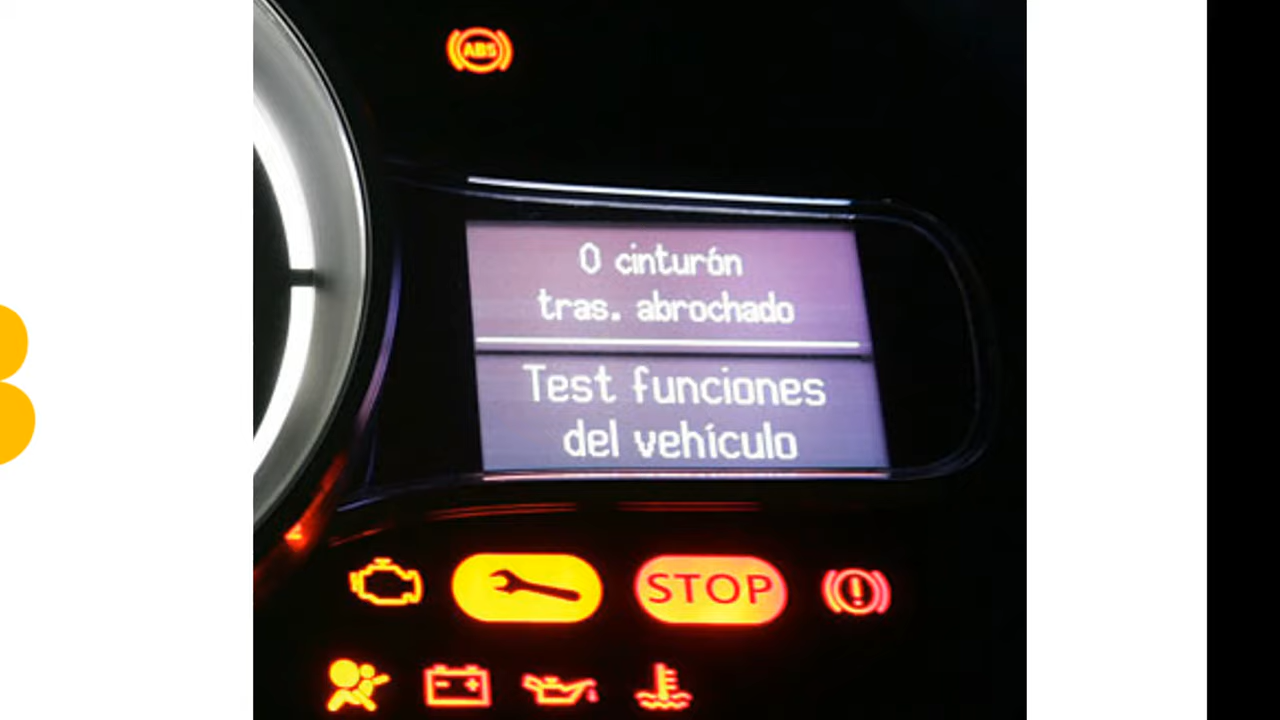 ABS
0 cinturón
tras. abrochado
Test funciones
del vehículo
STOP